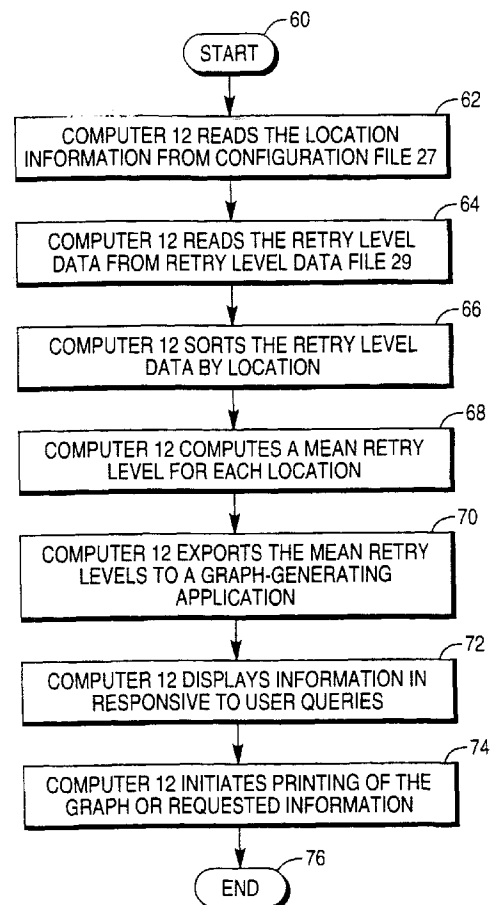 60
START
62
COMPUTER 12 READS THE LOCATION
INFORMATION FROM CONFIGURATION FILE 27
64
COMPUTER 12 READS THE RETRY LEVEL
DATA FROM RETRY LEVEL DATA FILE 29
66
COMPUTER 12 SORTS THE RETRY LEVEL
DATA BY LOCATION
68
COMPUTER 12 COMPUTES A MEAN RETRY
LEVEL FOR EACH LOCATION
70
COMPUTER 12 EXPORTS THE MEAN RETRY
LEVELS TO A GRAPH-GENERATING
APPLICATION
72
COMPUTER 12 DISPLAYS INFORMATION IN
RESPONSIVE TO USER QUERIES
74
COMPUTER 12 INITIATES PRINTING OF THE
GRAPH OR REQUESTED INFORMATION
76
END